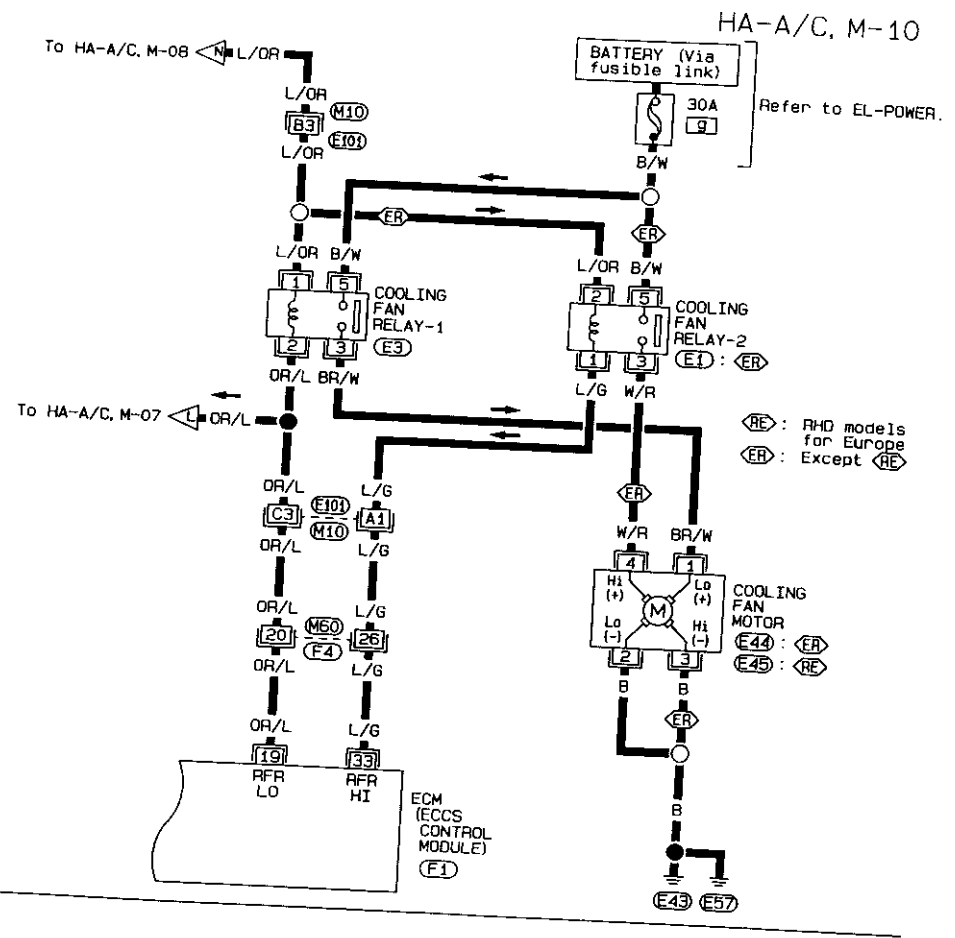 HA-A/C, M-10
To HA-A/C, M-08
N
L/OR
BATTERY (Via
fusible link)
30A
g
Refer to EL-POWER.
L/OR
B3
M10
E101
L/OR
B/W
ER
ER
L/OR
B/W
L/OR
B/W
1
5
2
5
COOLING
FAN
RELAY-1
E3
COOLING
FAN
RELAY-2
E1 : ER
2
3
1
3
OR/L
BR/W
L/G
W/R
To HA-A/C, M-07
L
OR/L
RE : RHD models
for Europe
ER : Except RE
OR/L
L/G
ER
C3
E101
M10
A1
OR/L
L/G
W/R
BR/W
4
1
Hi
(+)
Lo
(+)
M
Lo
(-)
Hi
(-)
COOLING
FAN
MOTOR
E44 : ER
E45 : RE
2
3
OR/L
L/G
20
M60
F4
26
OR/L
L/G
B
B
ER
OR/L
L/G
19
33
RFR
LO
RFR
HI
ECM
(ECCS
CONTROL
MODULE)
F1
B
E43
E57